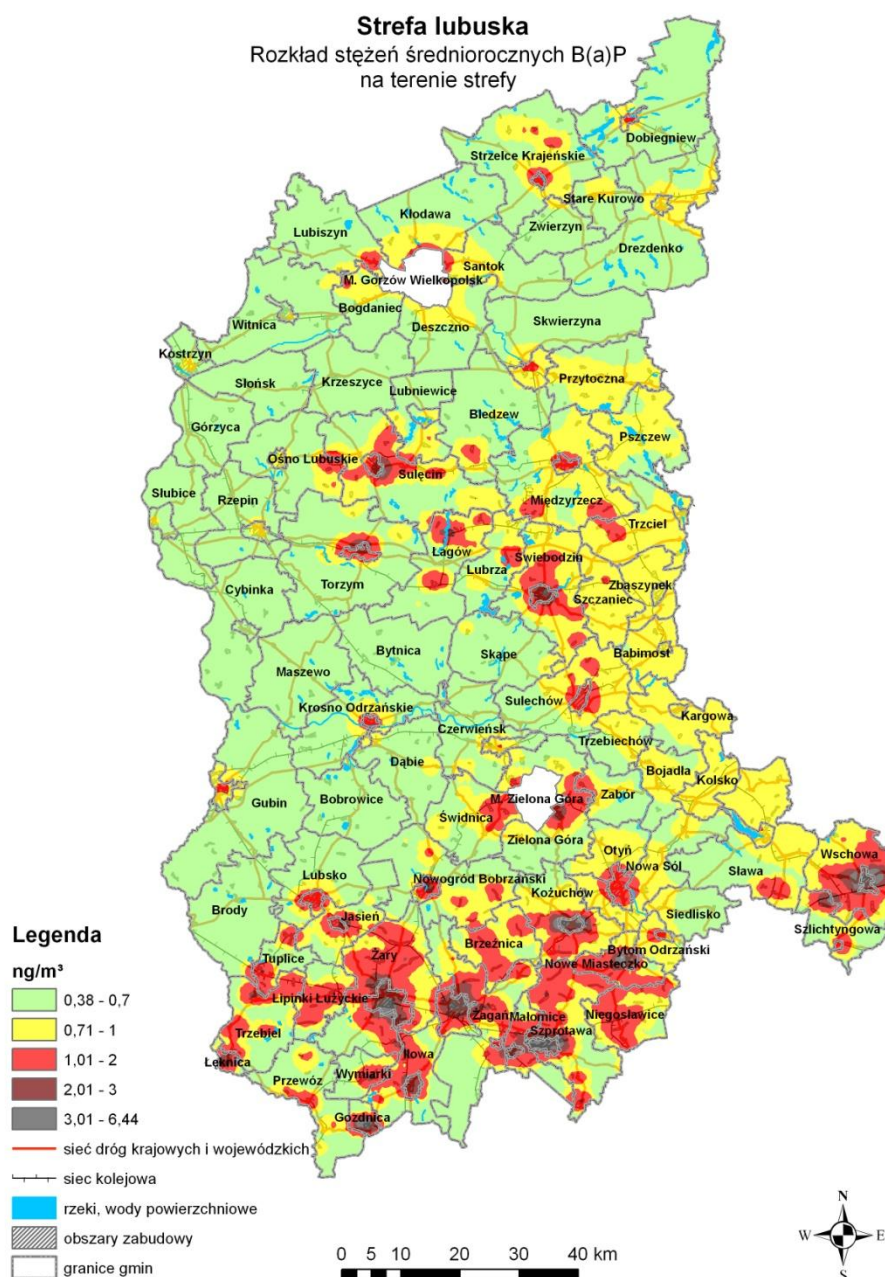 Strefa lubuska
Rozkład stężeń średniorocznych B(a)P
na terenie strefy
Dobiegniew
Strzelce Krajeńskie
Stare Kurowo
Kłodawa
Lubiszyn
Zwierzyn
Drezdenko
Santok
M. Gorzów Wielkopolsk
Bogdaniec
Deszczno
Skwierzyna
Witnica
Kostrzyn
Słońsk
Krzeszyce
Lubniewice
Przytoczna
Bledzew
Górzyca
Pszczew
Ośno Lubuskie
Sulęcin
Słubice
Rzepin
Międzyrzecz
Trzciel
Łagów
Świebodzin
Lubrza
Torzym
Zbąszynek
Szczaniec
Cybinka
Bytnica
Skąpe
Babimost
Maszewo
Sulechów
Krosno Odrzańskie
Kargowa
Czerwieńsk
Trzebiechów
Dąbie
Bojadła
Kolsko
Gubin
Bobrowice
M. Zielona Góra
Zabór
Świdnica
Zielona Góra
Otyń
Nowa Sól
Wschowa
Sława
Lubsko
Nowogród Bobrzański
Kożuchów
Brody
Jasień
Siedlisko
Szlichtyngowa
Żary
Brzeźnica
Bytom Odrzański
Tuplice
Nowe Miasteczko
Lipinki Łużyckie
Żagań
Małomice
Niegosławice
Szprotawa
Trzebiel
Łęknica
Iłowa
Przewóz
Wymiarki
Gozdnica
Legenda
ng/m³
0,38 - 0,7
0,71 - 1
1,01 - 2
2,01 - 3
3,01 - 6,44
sieć dróg krajowych i wojewódzkich
siec kolejowa
rzeki, wody powierzchniowe
obszary zabudowy
granice gmin
0 5 10 20 30 40 km
N
W E
S